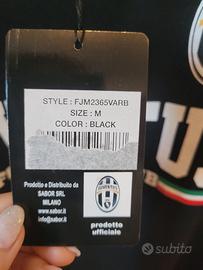 STYLE : FJM2365VARB
SIZE : M
COLOR : BLACK
Prodotto e Distribuito da
SABOR SRL
MILANO
www.sabor.it
info@sabor.it
JUVENTUS
prodotto
ufficiale
TUS
subito